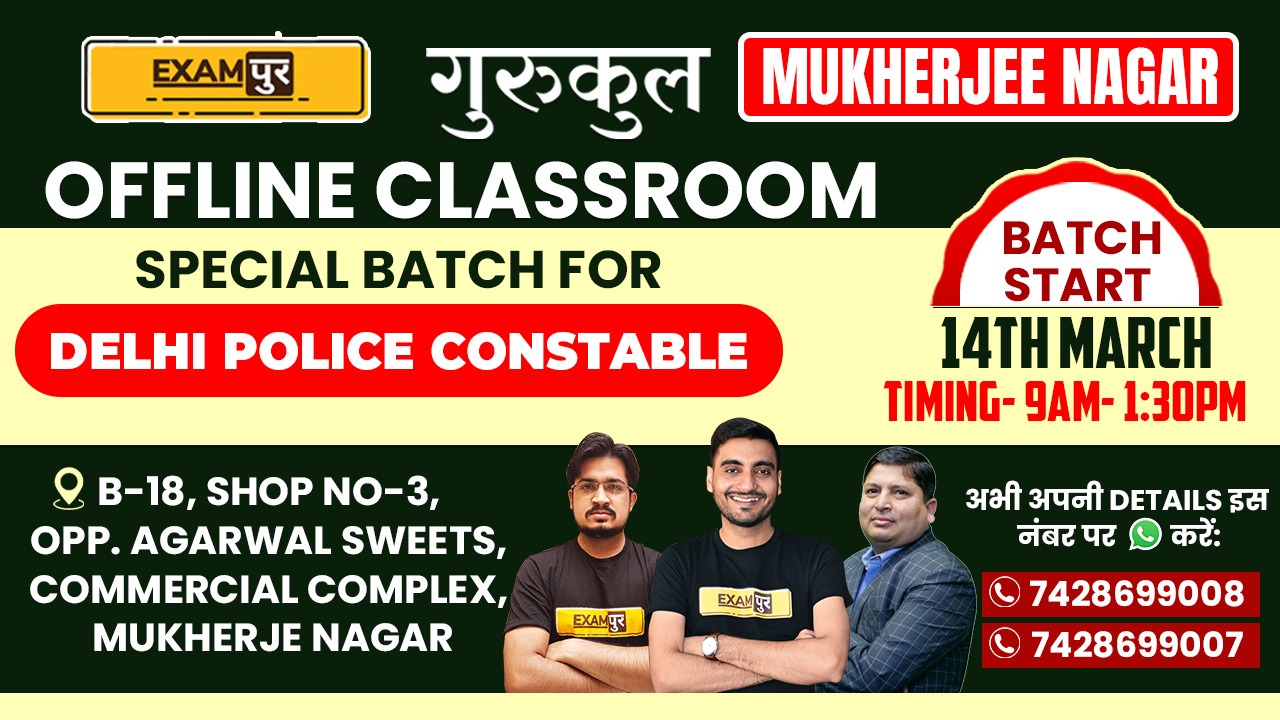 EXAMपुर
गुरुकुल
MUKHERJEE NAGAR
OFFLINE CLASSROOM
SPECIAL BATCH FOR
DELHI POLICE CONSTABLE
BATCH
START
14TH MARCH
TIMING- 9AM- 1:30PM
B-18, SHOP NO-3,
OPP. AGARWAL SWEETS,
COMMERCIAL COMPLEX,
MUKHERJE NAGAR
EXAMपुर
EXAMपुर
अभी अपनी DETAILS इस
नंबर पर करें:
7428699008
7428699007